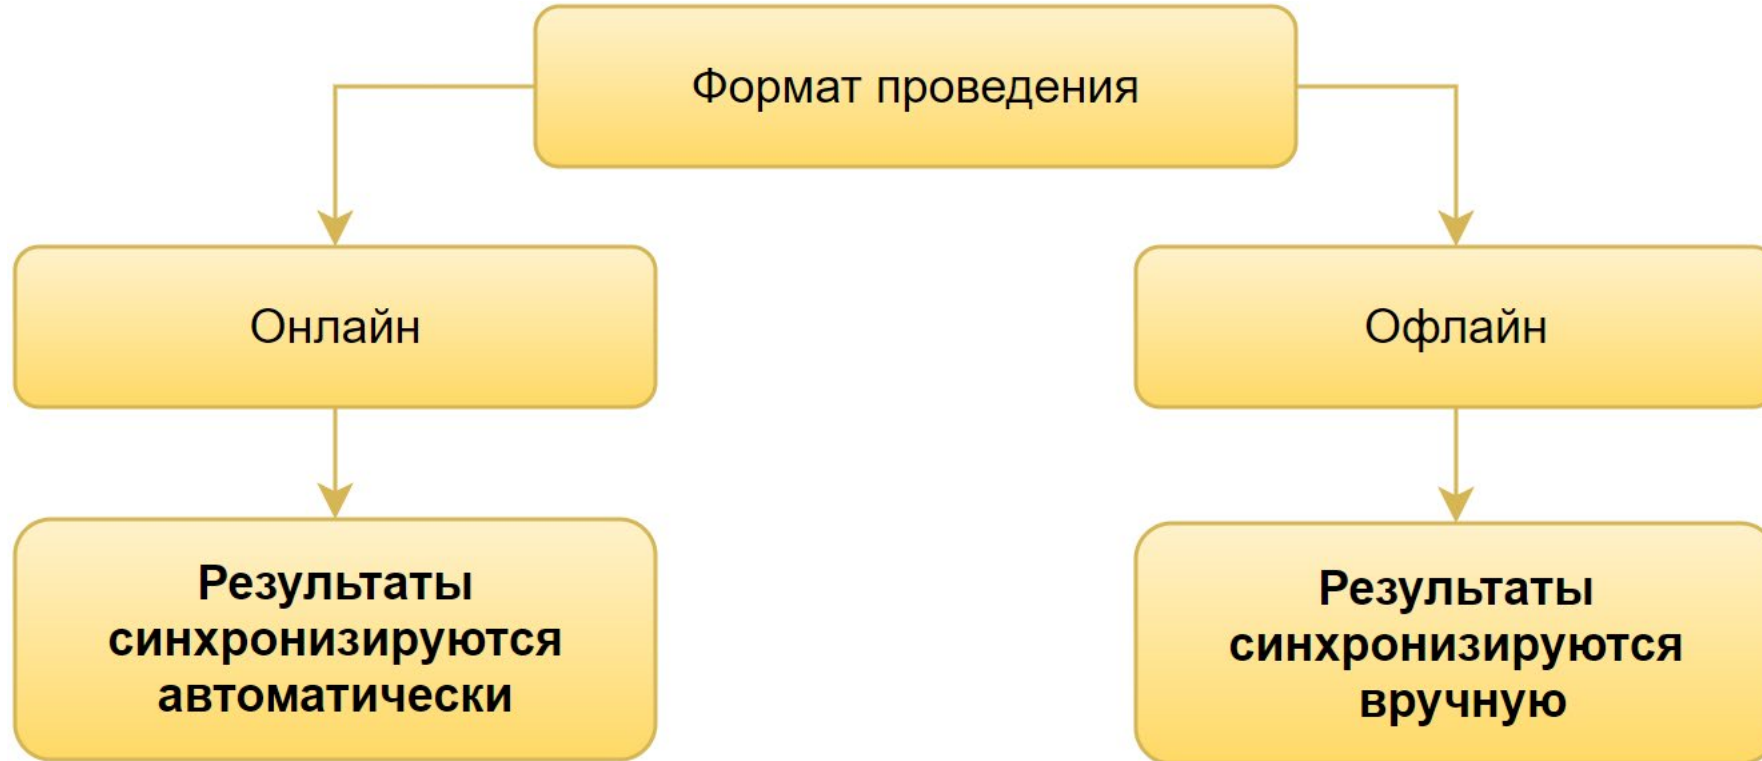 Формат проведения
Онлайн
Офлайн
Результаты
синхронизируются
автоматически
Результаты
синхронизируются
вручную